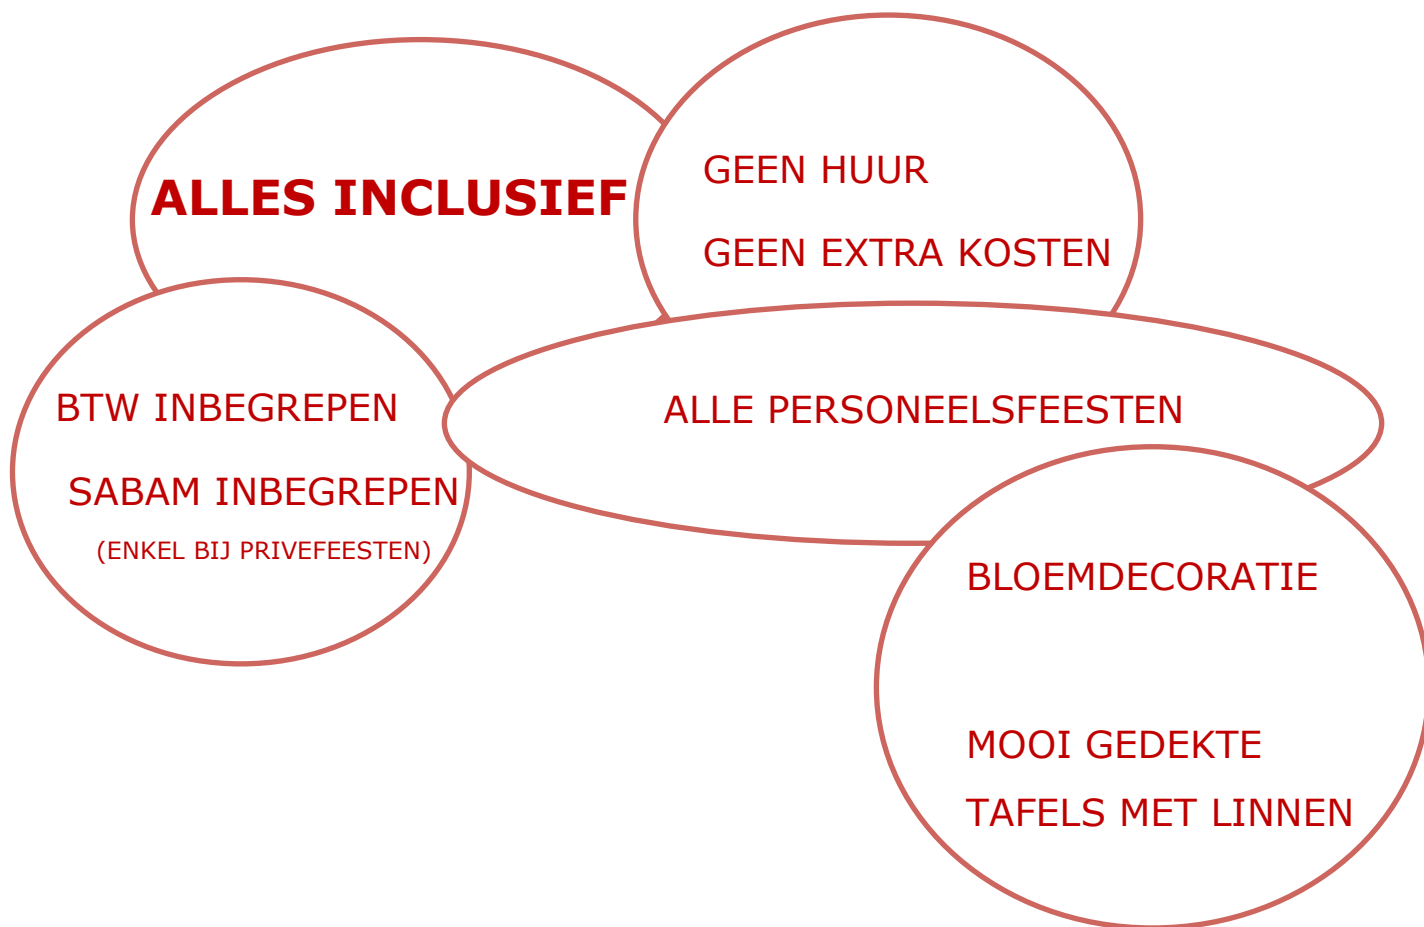 ALLES INCLUSIEF
GEEN HUUR
GEEN EXTRA KOSTEN
BTW INBEGREPEN
SABAM INBEGREPEN
(ENKEL BIJ PRIVEFEESTEN)
ALLE PERSONEELSFEESTEN
BLOEMDECORATIE
MOOI GEDEKTE
TAFELS MET LINNEN